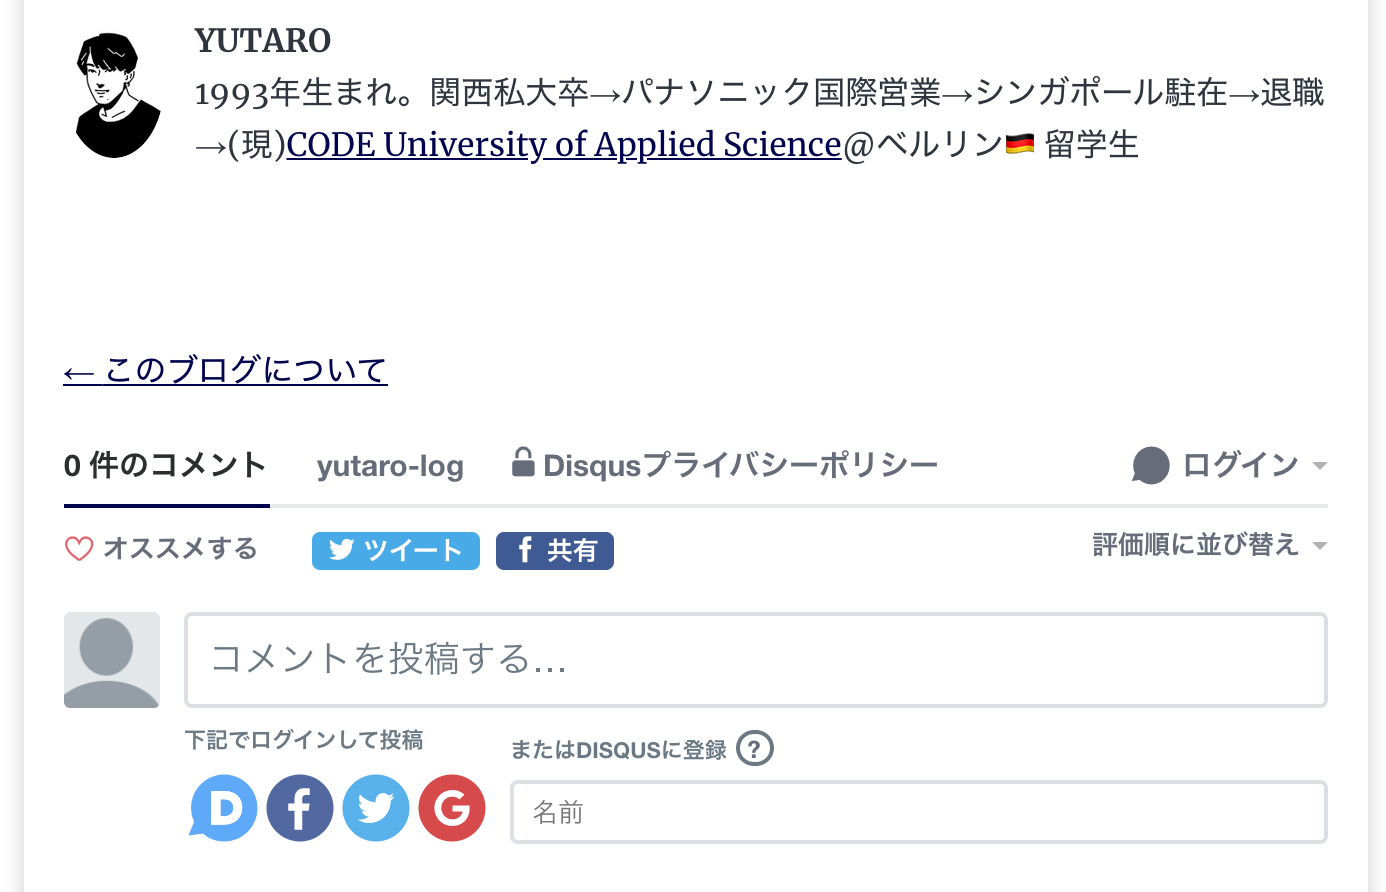 YUTARO
1993年生まれ。関西私大卒→パナソニック国際営業→シンガポール駐在→退職
→(現)CODE University of Applied Science@ベルリン🇩🇪 留学生
← このブログについて
0 件のコメント yutaro-log Disqusプライバシーポリシー ログイン
オススメする ツイート f 共有 評価順に並び替え
コメントを投稿する...
下記でログインして投稿
またはDISQUSに登録 ?
D f G
名前